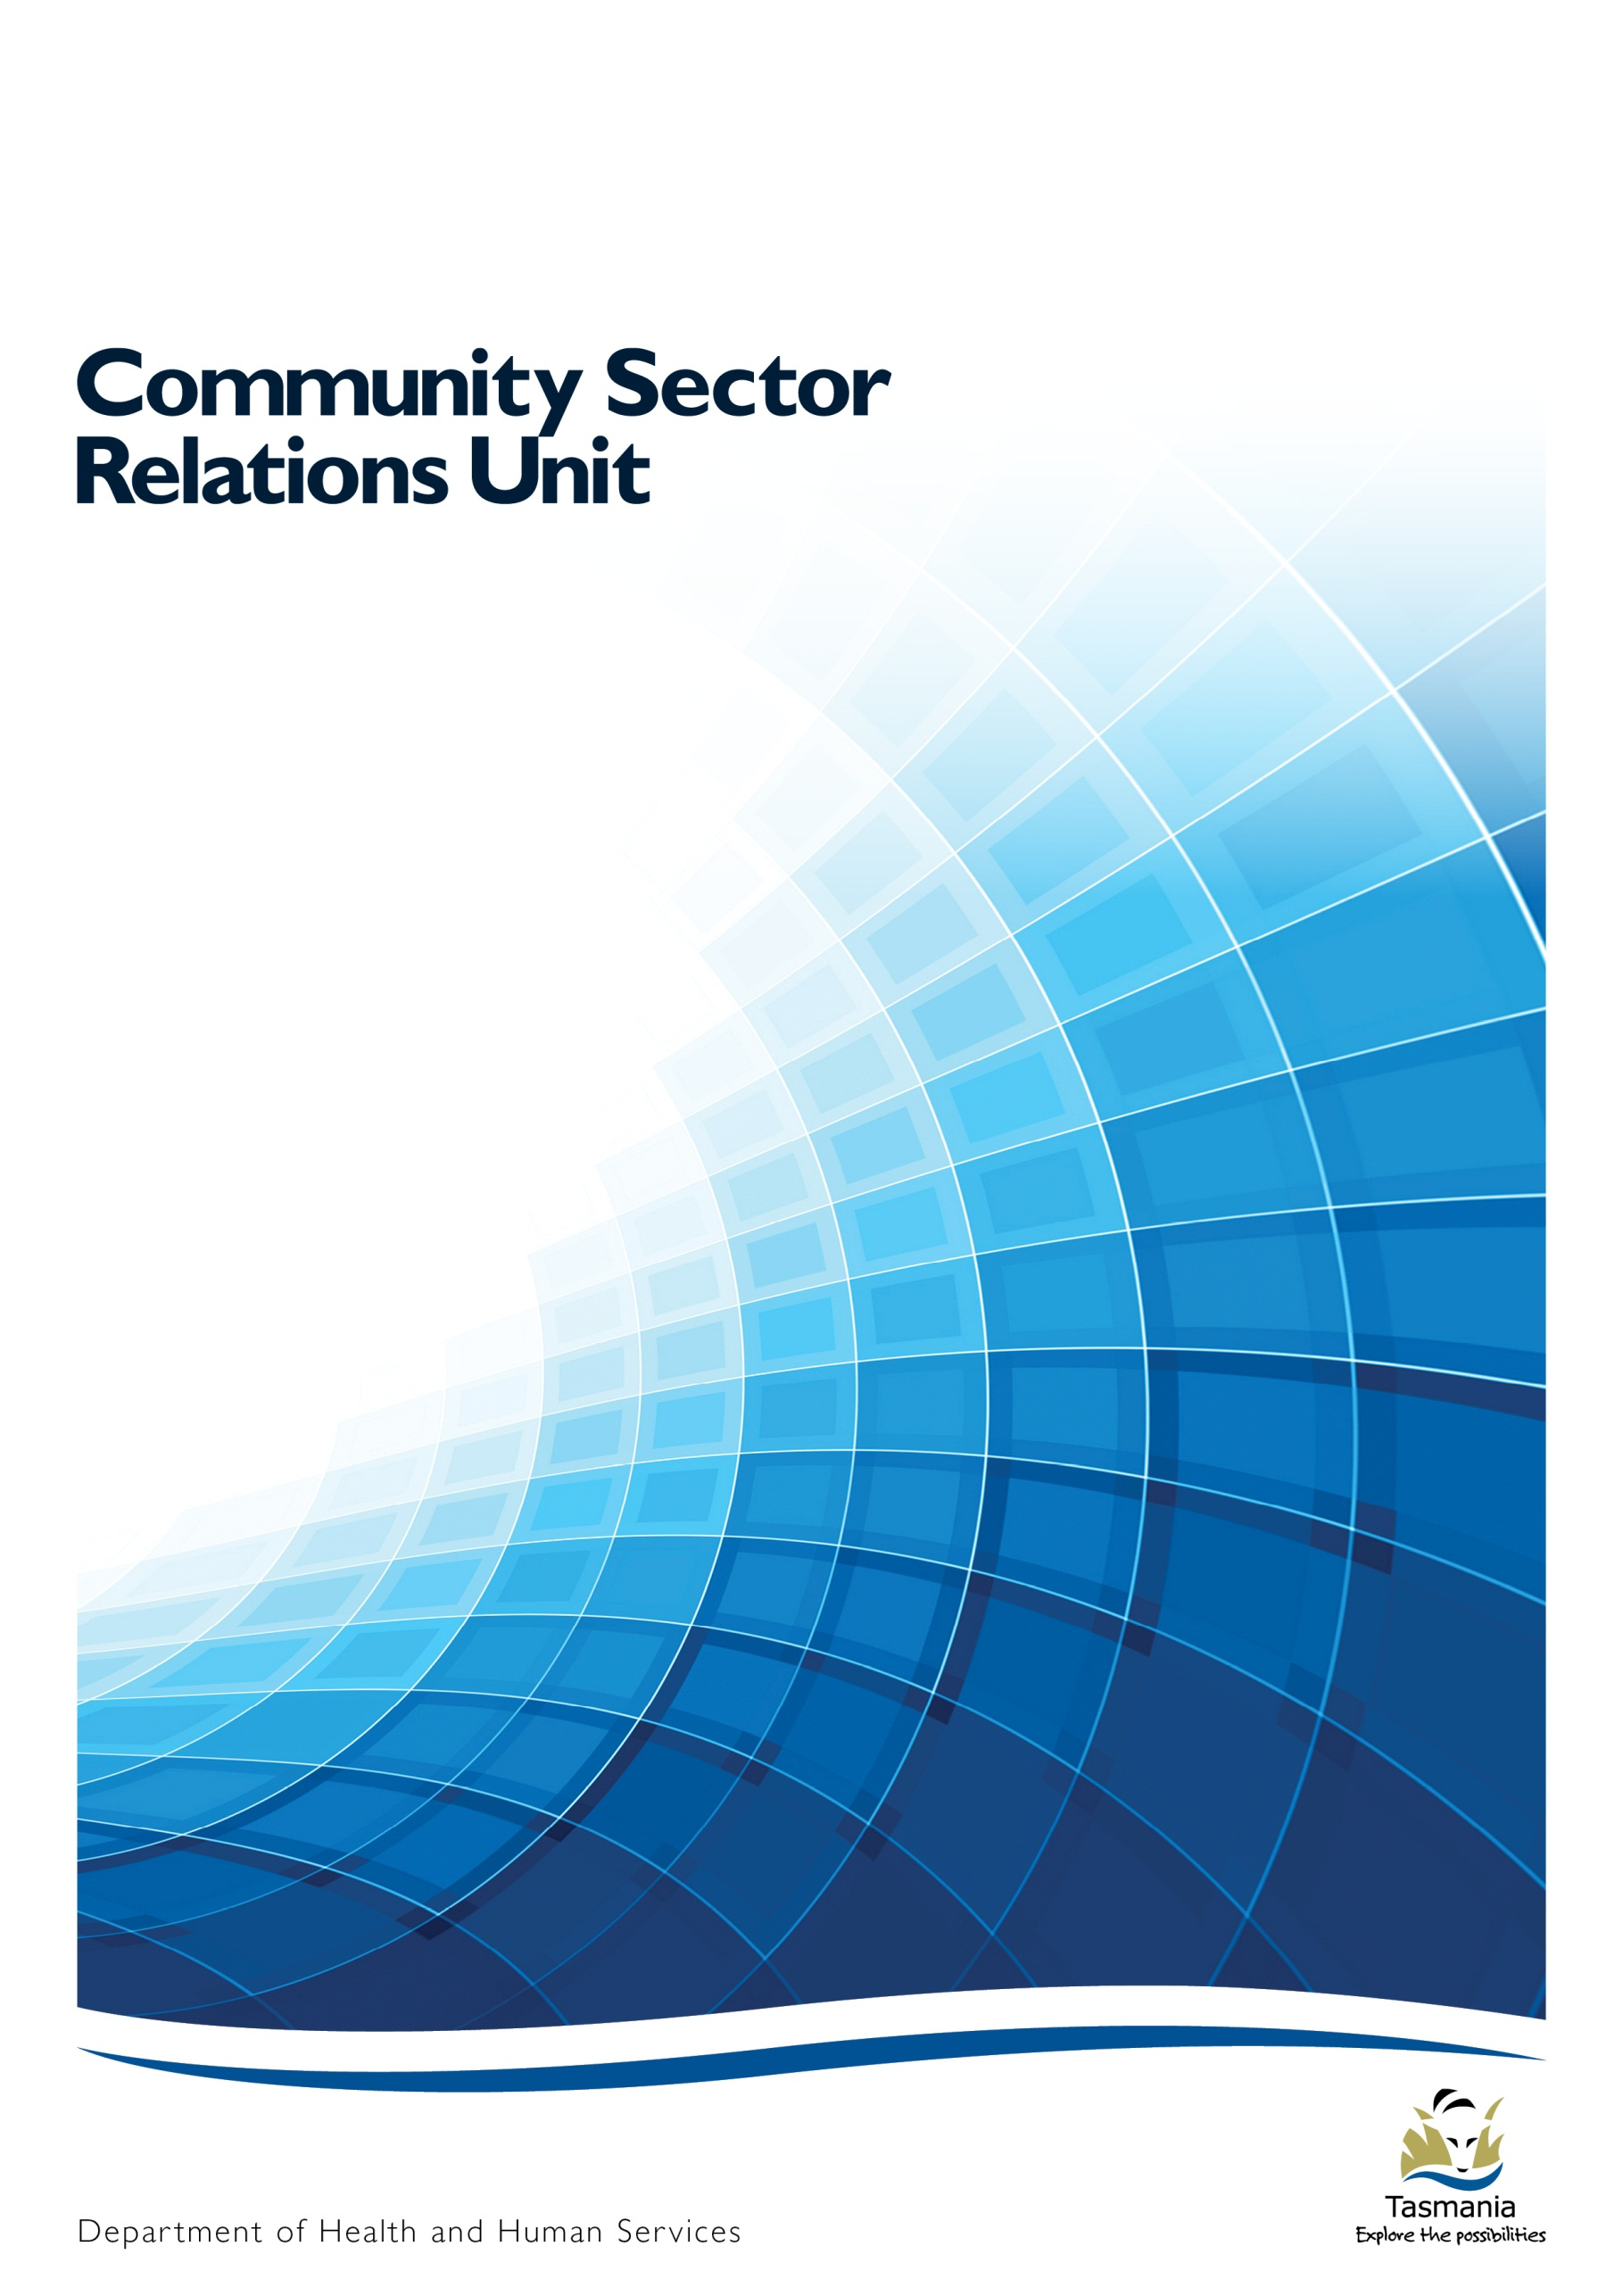 Community Sector
Relations Unit
Department of Health and Human Services
Tasmania
Explore the possibilities